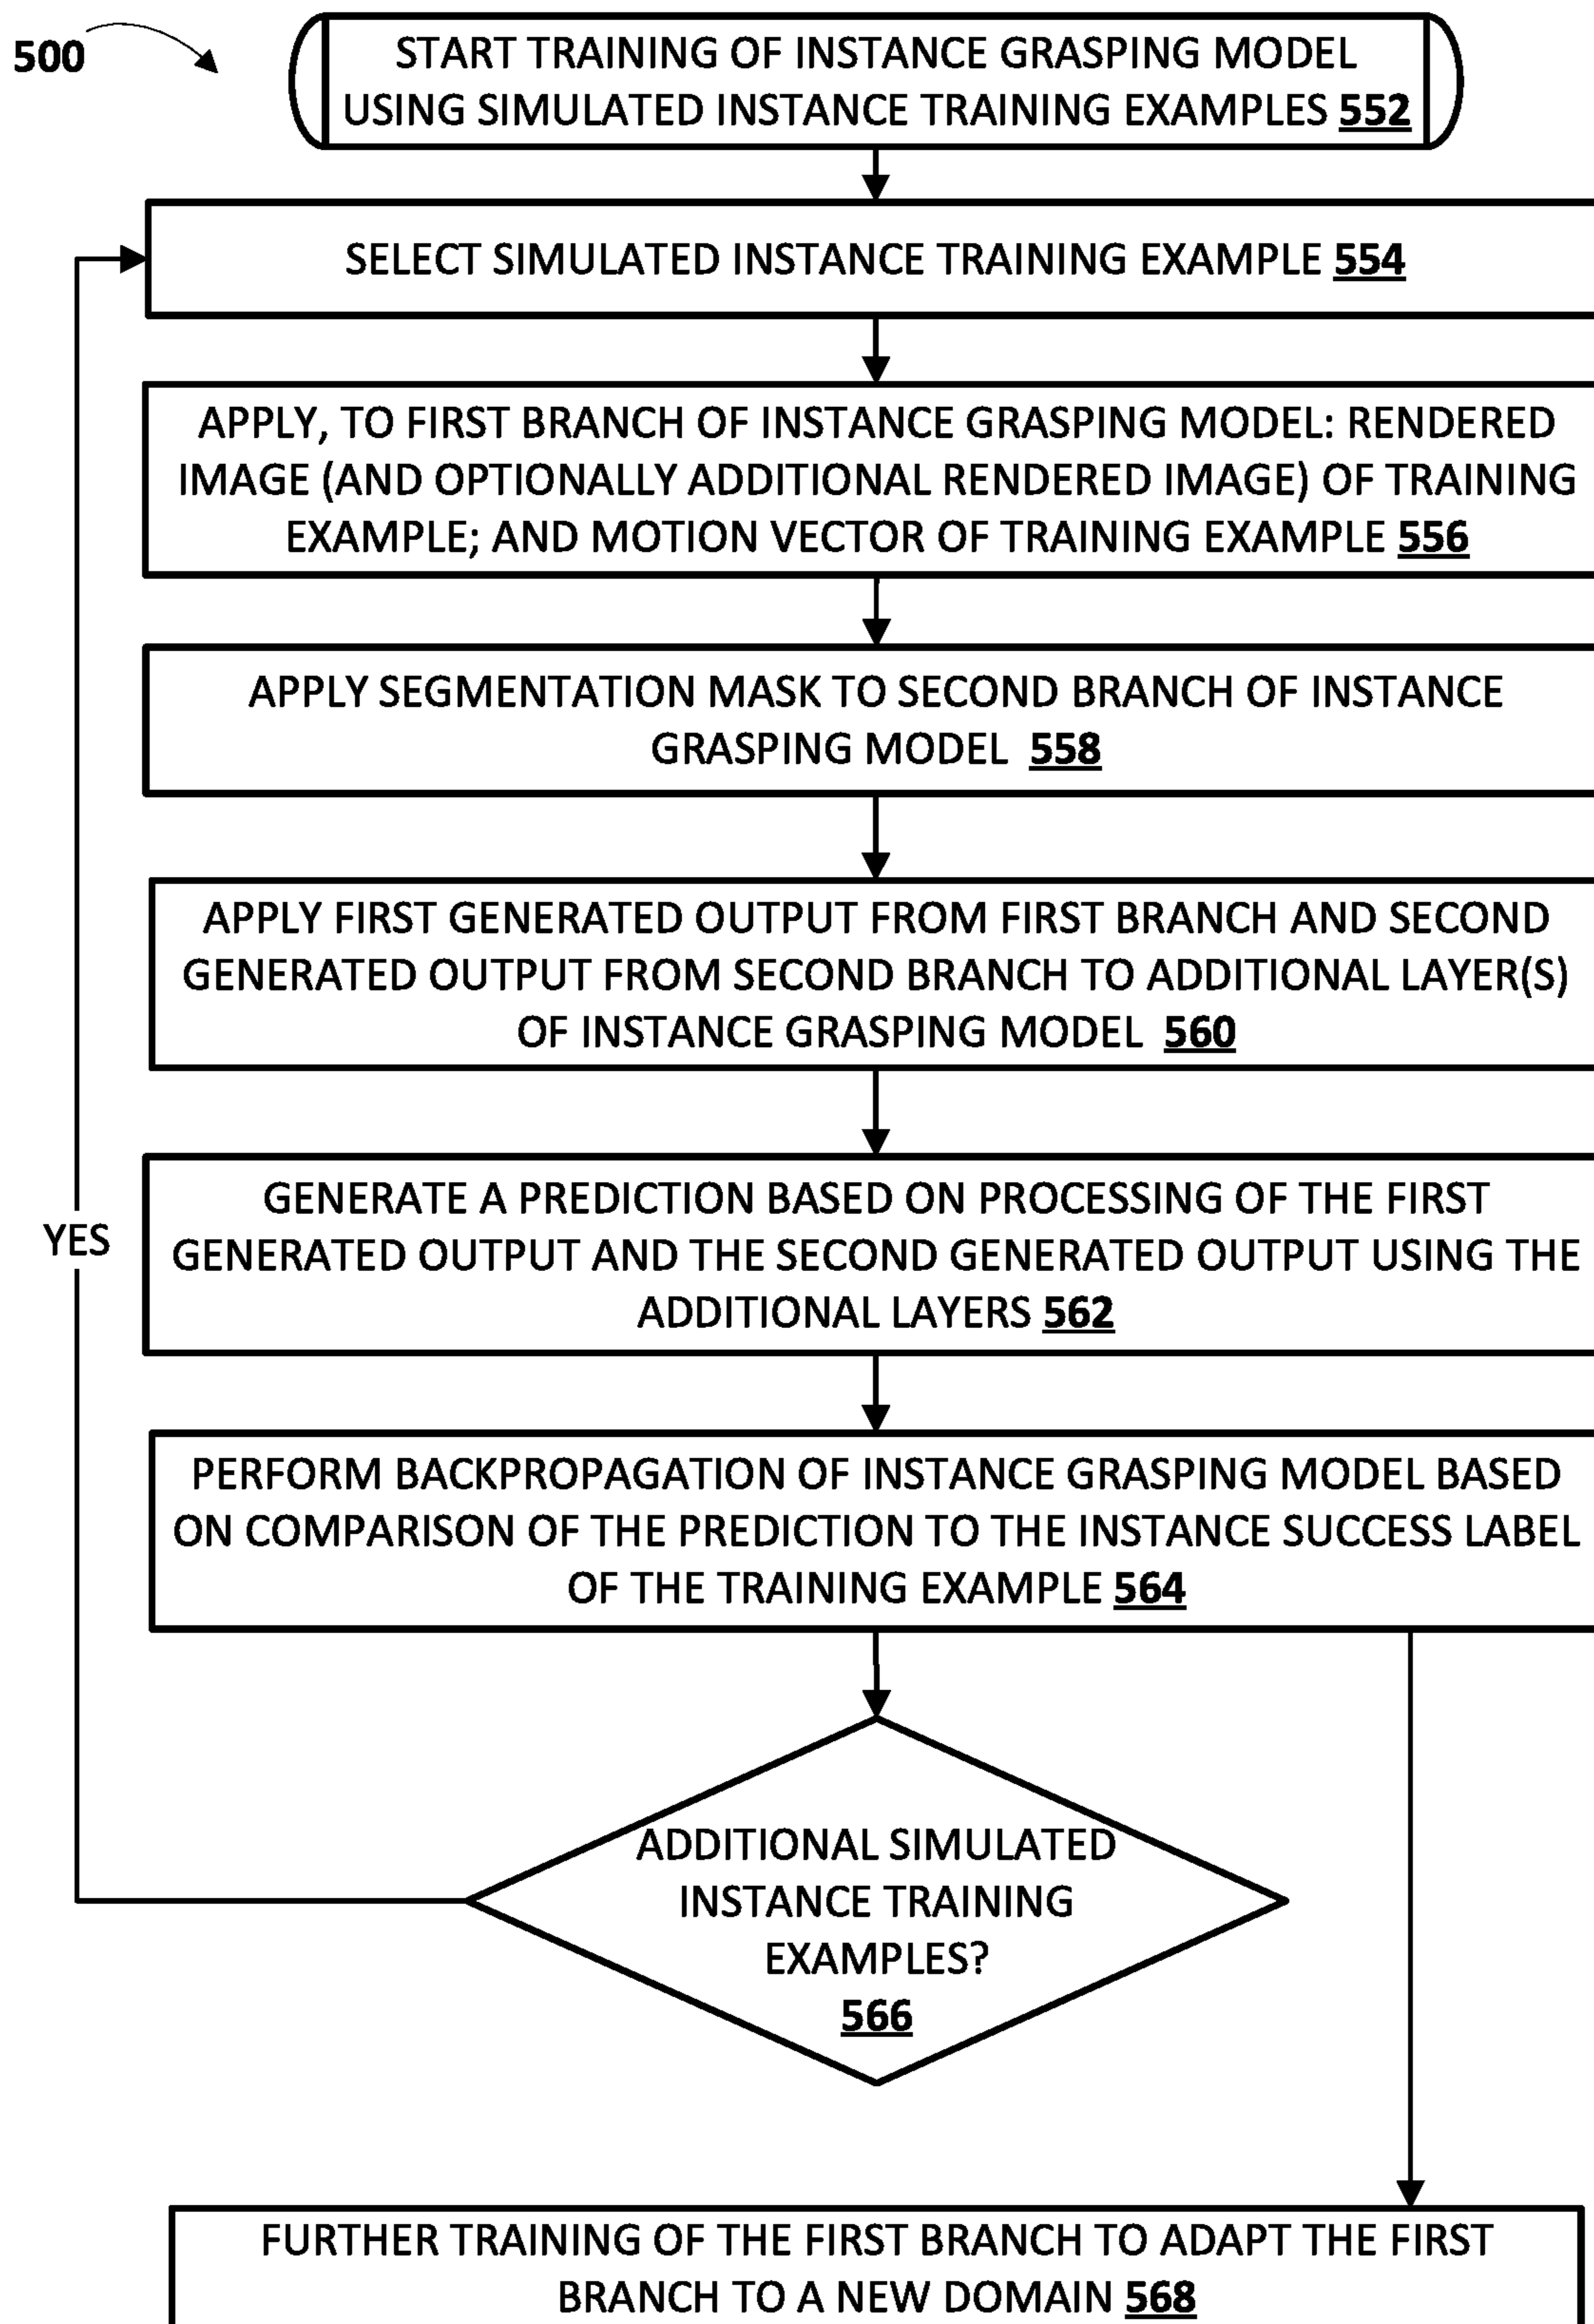 500
START TRAINING OF INSTANCE GRASPING MODEL
USING SIMULATED INSTANCE TRAINING EXAMPLES 552
SELECT SIMULATED INSTANCE TRAINING EXAMPLE 554
APPLY, TO FIRST BRANCH OF INSTANCE GRASPING MODEL: RENDERED
IMAGE (AND OPTIONALLY ADDITIONAL RENDERED IMAGE) OF TRAINING
EXAMPLE; AND MOTION VECTOR OF TRAINING EXAMPLE 556
APPLY SEGMENTATION MASK TO SECOND BRANCH OF INSTANCE
GRASPING MODEL 558
APPLY FIRST GENERATED OUTPUT FROM FIRST BRANCH AND SECOND
GENERATED OUTPUT FROM SECOND BRANCH TO ADDITIONAL LAYER(S)
OF INSTANCE GRASPING MODEL 560
GENERATE A PREDICTION BASED ON PROCESSING OF THE FIRST
GENERATED OUTPUT AND THE SECOND GENERATED OUTPUT USING THE
ADDITIONAL LAYERS 562
YES
PERFORM BACKPROPAGATION OF INSTANCE GRASPING MODEL BASED
ON COMPARISON OF THE PREDICTION TO THE INSTANCE SUCCESS LABEL
OF THE TRAINING EXAMPLE 564
ADDITIONAL SIMULATED
INSTANCE TRAINING
EXAMPLES?
566
FURTHER TRAINING OF THE FIRST BRANCH TO ADAPT THE FIRST
BRANCH TO A NEW DOMAIN 568